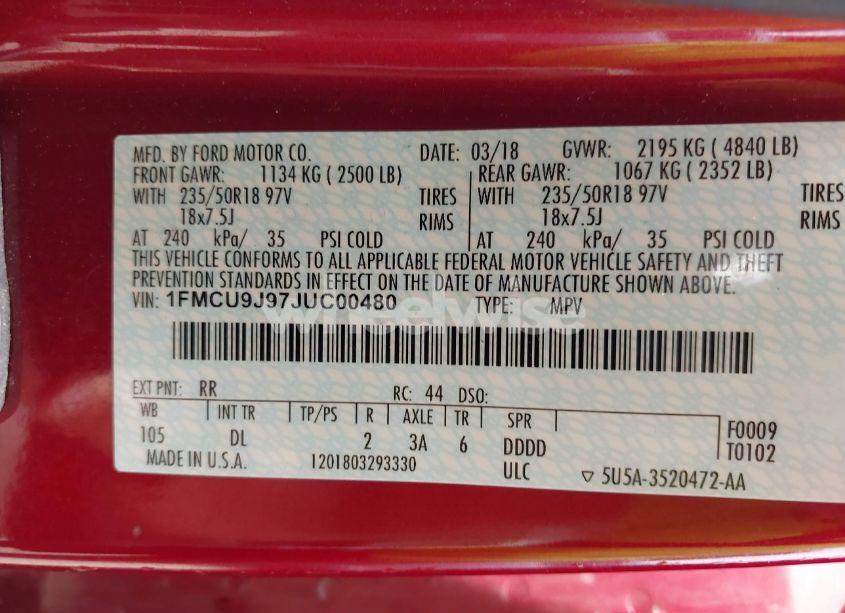 MFD. BY FORD MOTOR CO. DATE: 03/18 GVWR: 2195 KG ( 4840 LB)
FRONT GAWR: 1134 KG ( 2500 LB) REAR GAWR: 1067 KG ( 2352 LB)
WITH 235/50R18 97V TIRES WITH 235/50R18 97V TIRES
18x7.5J RIMS 18x7.5J RIMS
AT 240 kPa/ 35 PSI COLD AT 240 kPa/ 35 PSI COLD
THIS VEHICLE CONFORMS TO ALL APPLICABLE FEDERAL MOTOR VEHICLE SAFETY AND THEFT
PREVENTION STANDARDS IN EFFECT ON THE DATE OF MANUFACTURE SHOWN ABOVE.
VIN: 1FMCU9J97JUC00480 TYPE: MPV
wheelwise
EXT PNT: RR RC: 44 DSO:
WB INT TR TP/PS R AXLE TR SPR F0009
105 DL 2 3A 6 DDDD T0102
MADE IN U.S.A. 1201803293330 ULC ▽ 5U5A-3520472-AA